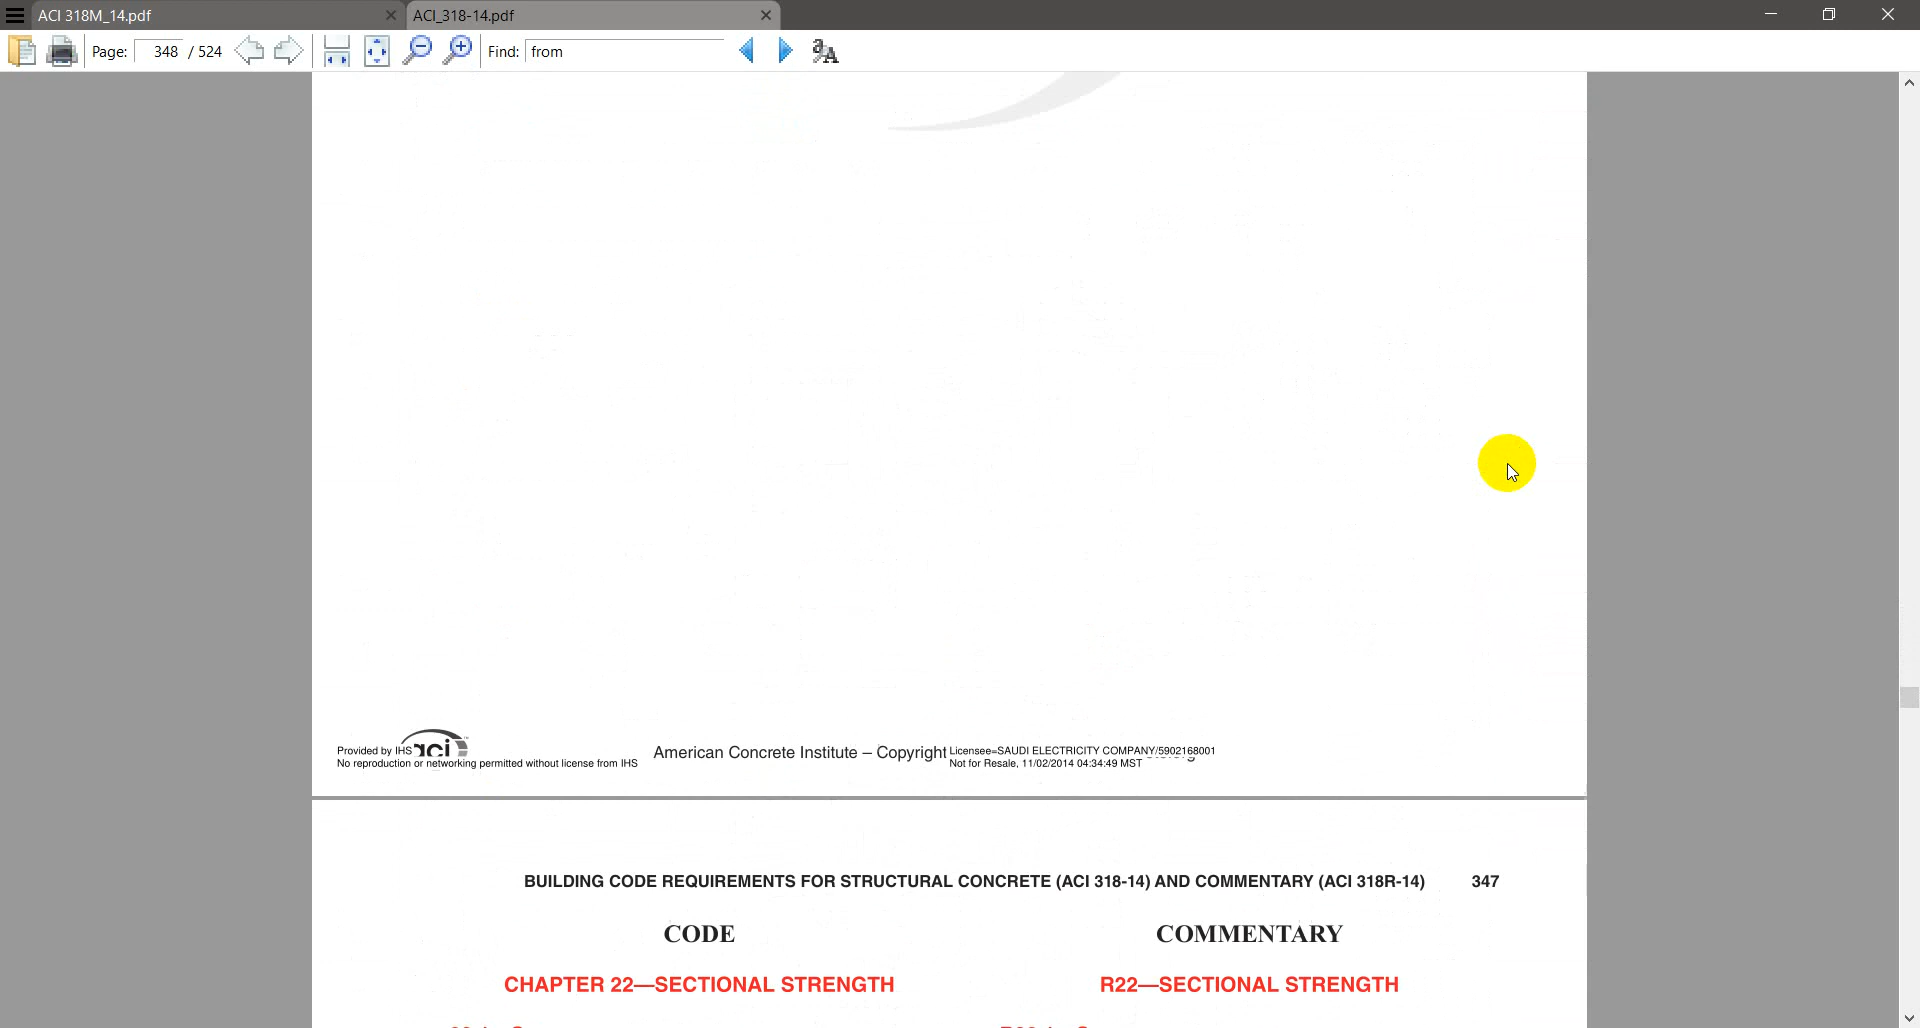 ACI 318M_14.pdf
ACI_318-14.pdf
Page: 348 / 524
Find: from
Provided by IHS
aci
No reproduction or networking permitted without license from IHS
American Concrete Institute – Copyright
Licensee=SAUDI ELECTRICITY COMPANY/5902168001
Not for Resale, 11/02/2014 04:34:49 MST
BUILDING CODE REQUIREMENTS FOR STRUCTURAL CONCRETE (ACI 318-14) AND COMMENTARY (ACI 318R-14) 347
CODE
COMMENTARY
CHAPTER 22—SECTIONAL STRENGTH
R22—SECTIONAL STRENGTH